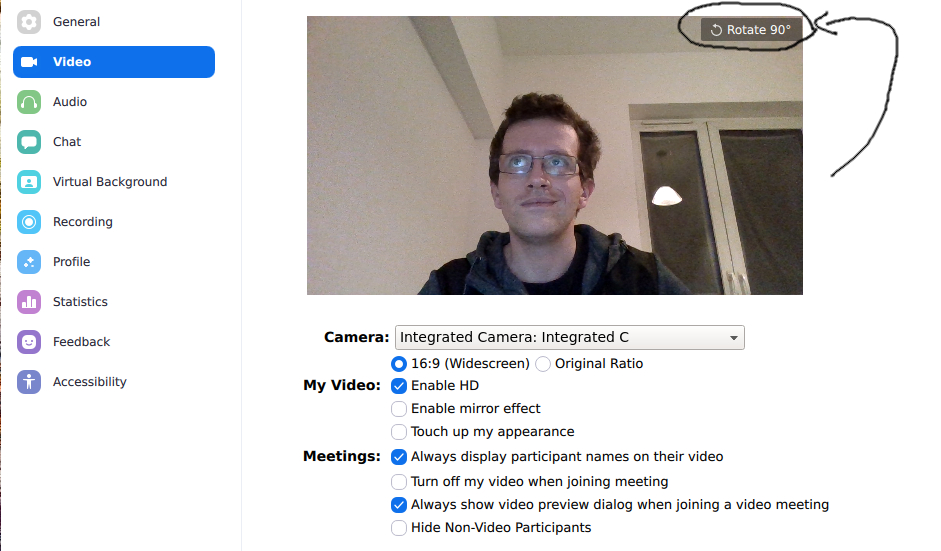 General
Video
Audio
Chat
Virtual Background
Recording
Profile
Statistics
Feedback
Accessibility
Rotate 90°
Camera: Integrated Camera: Integrated C
16:9 (Widescreen) Original Ratio
My Video: Enable HD
Enable mirror effect
Touch up my appearance
Meetings: Always display participant names on their video
Turn off my video when joining meeting
Always show video preview dialog when joining a video meeting
Hide Non-Video Participants